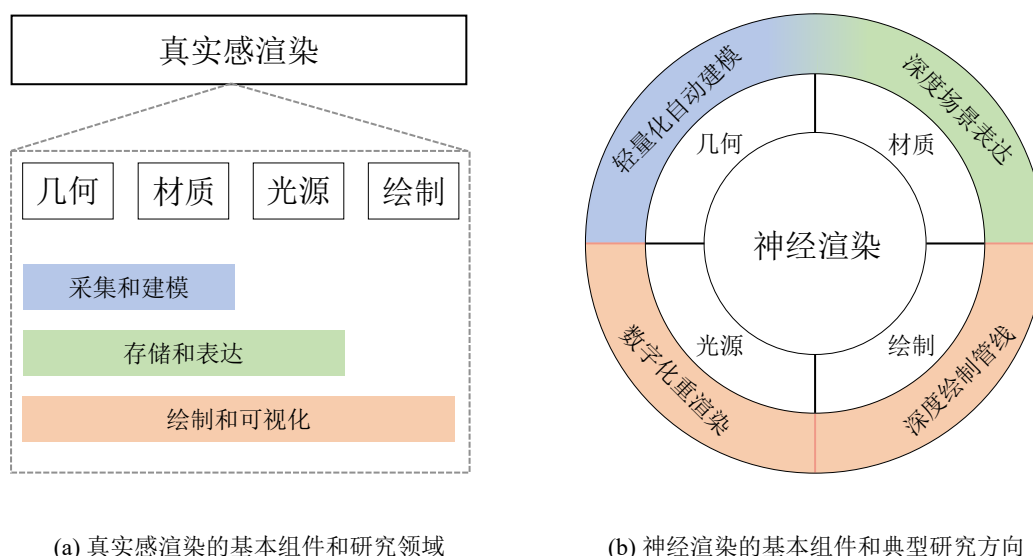 真实感渲染
几何 材质 光源 绘制
采集和建模
存储和表达
绘制和可视化
(a) 真实感渲染的基本组件和研究领域
轻量化自动建模
深度场景表达
几何
材质
神经渲染
光源
绘制
数字化重渲染
深度绘制管线
(b) 神经渲染的基本组件和典型研究方向